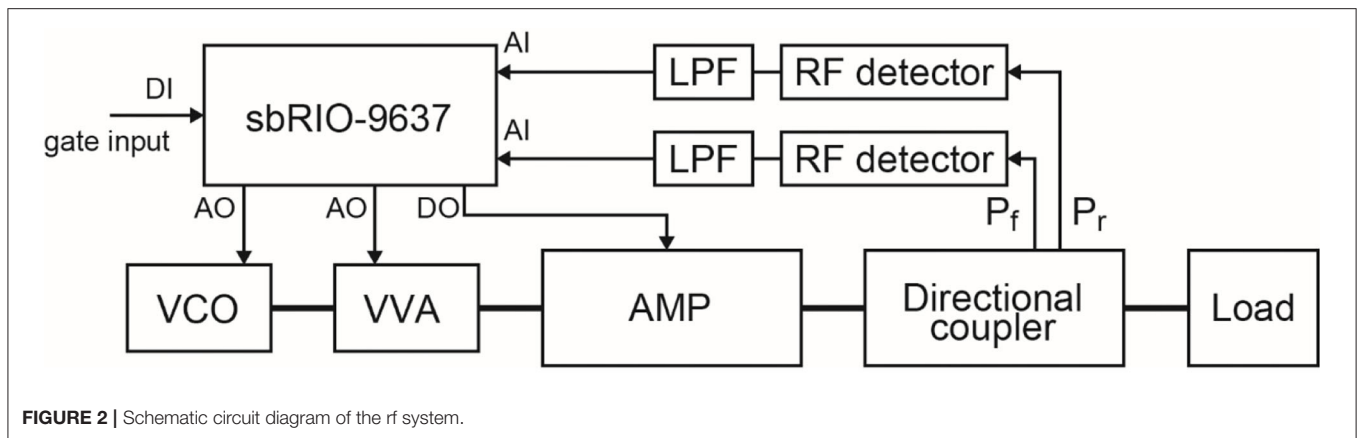 AI
LPF
RF detector
DI
gate input
sbRIO-9637
AI
LPF
RF detector
AO
AO
DO
Pf
Pr
VCO
VVA
AMP
Directional
coupler
Load
FIGURE 2 | Schematic circuit diagram of the rf system.